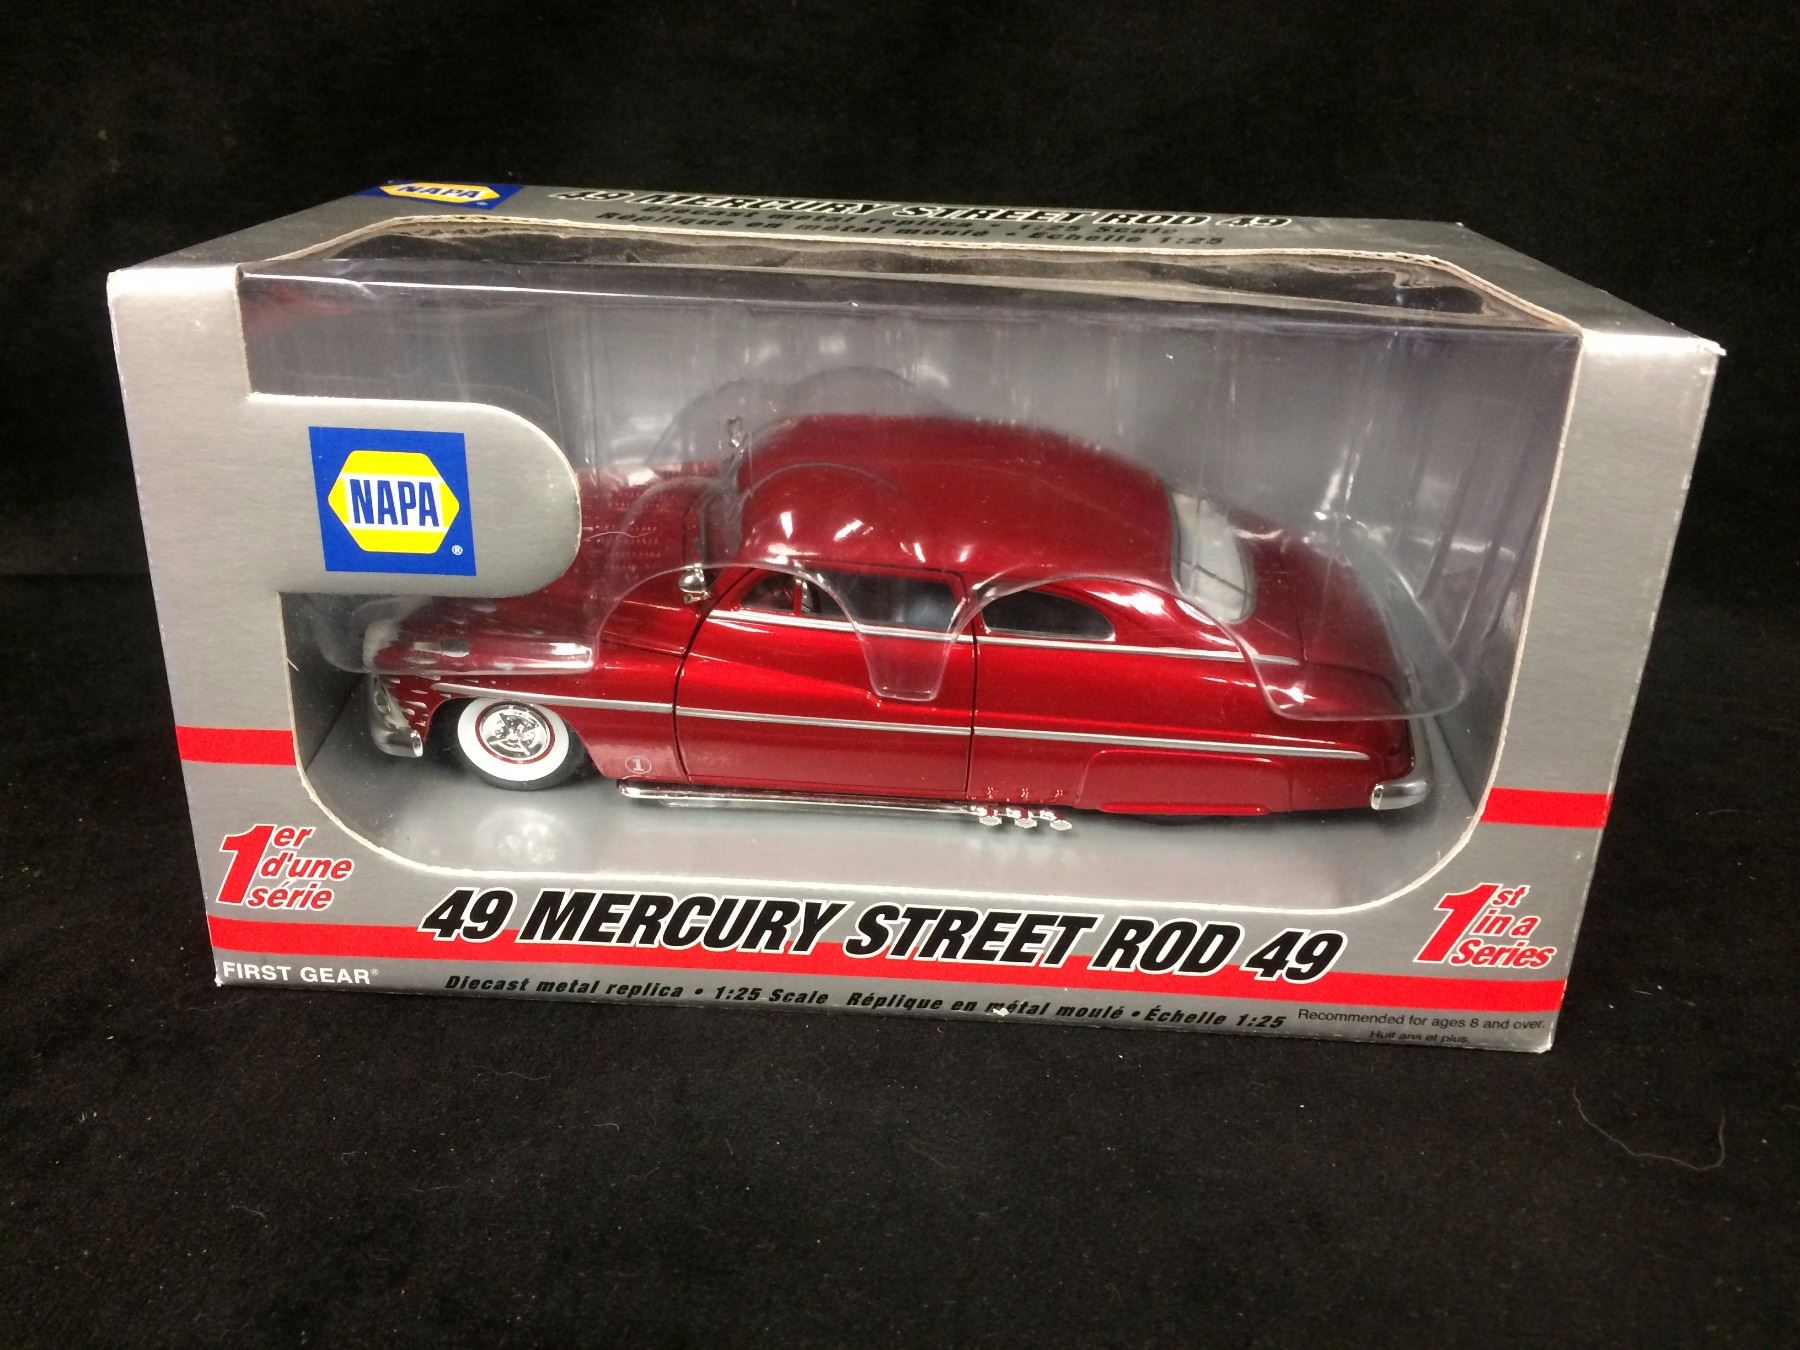 NAPA
49 MERCURY STREET ROD 49
Diecast metal replica • 1:25 Scale
Réplique en métal moulé • Échelle 1:25
NAPA®
1
1er
d'une
série
49 MERCURY STREET ROD 49
1st
in a
Series
FIRST GEAR®
Diecast metal replica • 1:25 Scale Réplique en métal moulé • Échelle 1:25
Recommended for ages 8 and over.
Huit ans et plus.